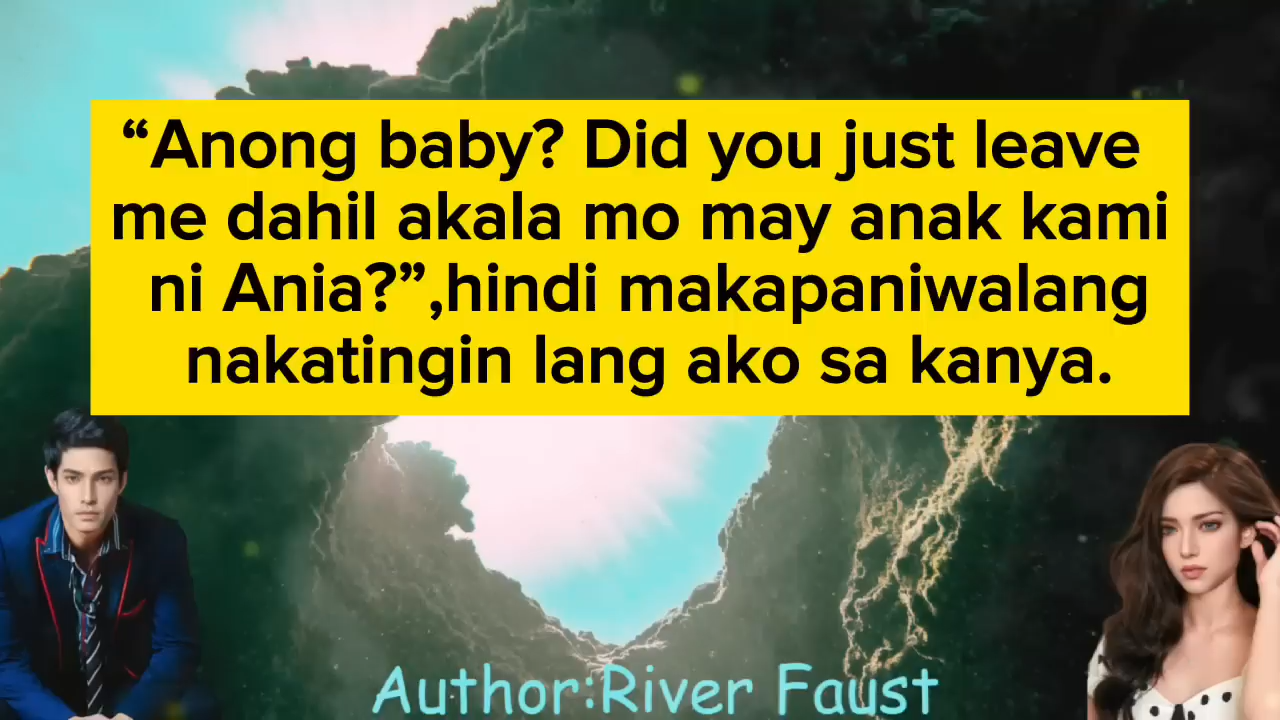 “Anong baby? Did you just leave
me dahil akala mo may anak kami
ni Ania?”,hindi makapaniwalang
nakatingin lang ako sa kanya.
Author:River Faust